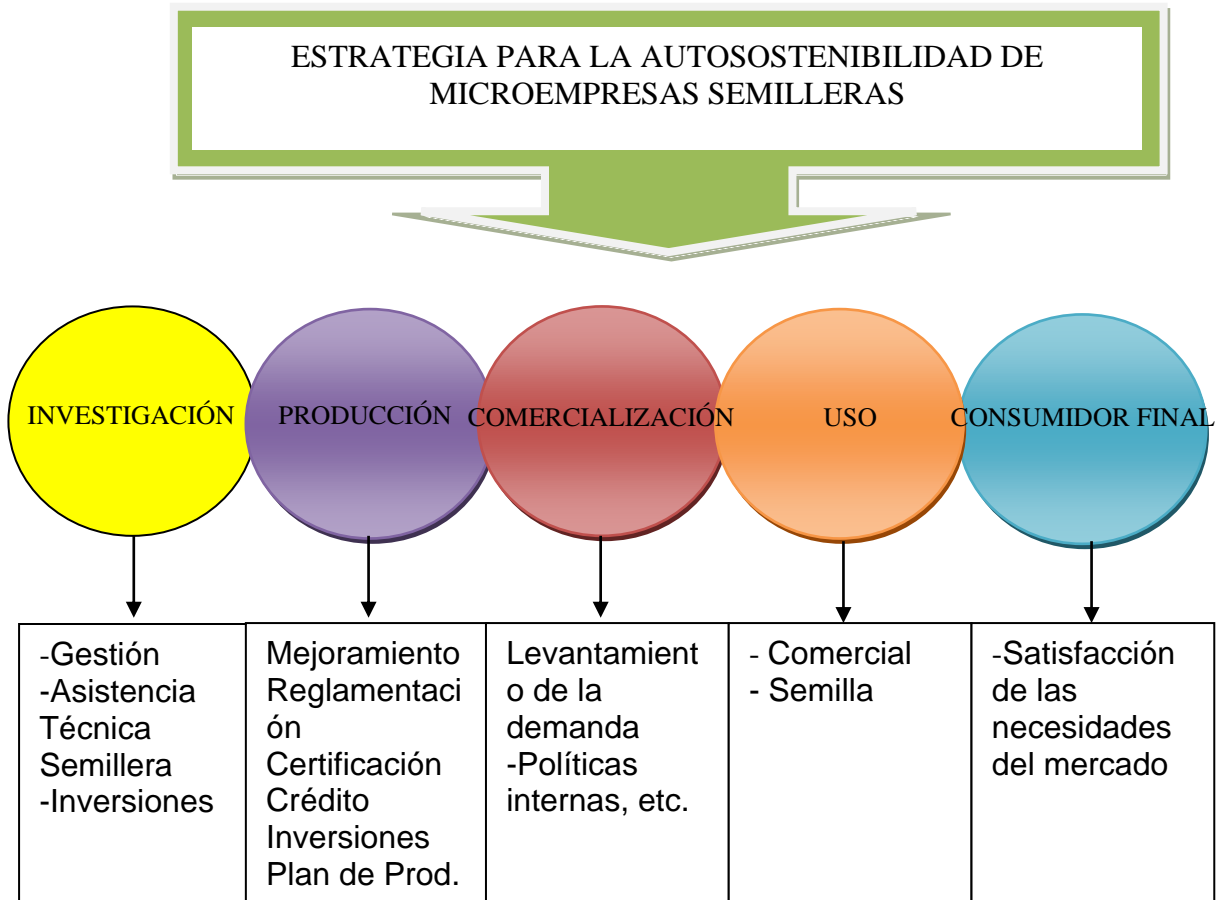 ESTRATEGIA PARA LA AUTOSOSTENIBILIDAD DE
MICROEMPRESAS SEMILLERAS
INVESTIGACIÓN
PRODUCCIÓN
COMERCIALIZACIÓN
USO
CONSUMIDOR FINAL
-Gestión
-Asistencia
Técnica
Semillera
-Inversiones
Mejoramiento
Reglamentaci
ón
Certificación
Crédito
Inversiones
Plan de Prod.
Levantamient
o de la
demanda
-Políticas
internas, etc.
- Comercial
- Semilla
-Satisfacción
de las
necesidades
del mercado